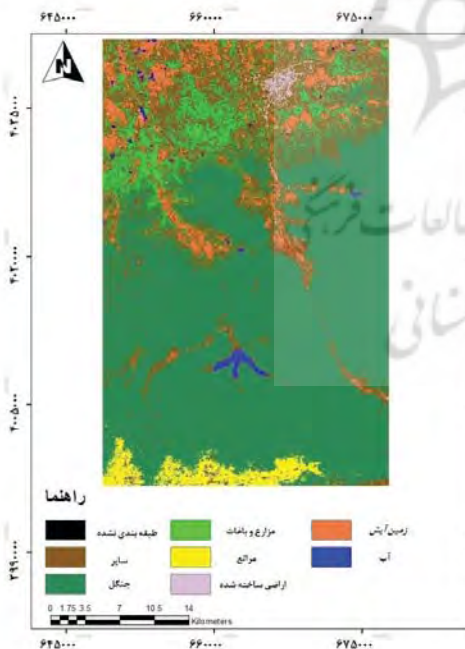 ۶۴۵۰۰۰ ۶۶۰۰۰۰ ۶۷۵۰۰۰
N
۴۰۳۵۰۰۰
۴۰۲۰۰۰۰
۴۰۰۵۰۰۰
۳۹۹۰۰۰۰
راهنما
زمین آیش مزارع و باغات طبقه بندی نشده
آب مراتع سایر
اراضی ساخته شده جنگل
0 1.75 3.5 7 10.5 14
Kilometers
۶۴۵۰۰۰ ۶۶۰۰۰۰ ۶۷۵۰۰۰